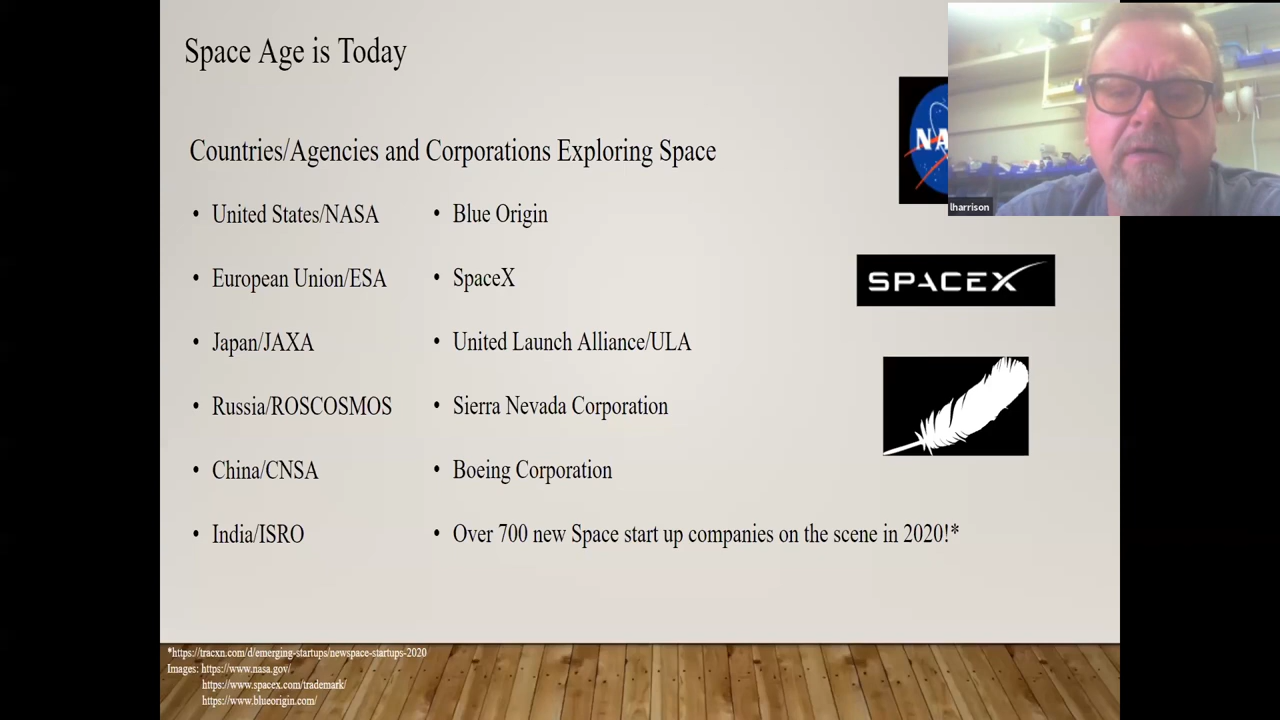 Space Age is Today
Countries/Agencies and Corporations Exploring Space
• United States/NASA
• European Union/ESA
• Japan/JAXA
• Russia/ROSCOSMOS
• China/CNSA
• India/ISRO
• Blue Origin
• SpaceX
• United Launch Alliance/ULA
• Sierra Nevada Corporation
• Boeing Corporation
• Over 700 new Space start up companies on the scene in 2020!*
NA
lharrison
SPACEX
*https://tracxn.com/d/emerging-startups/newspace-startups-2020
Images: https://www.nasa.gov/
https://www.spacex.com/trademark/
https://www.blueorigin.com/